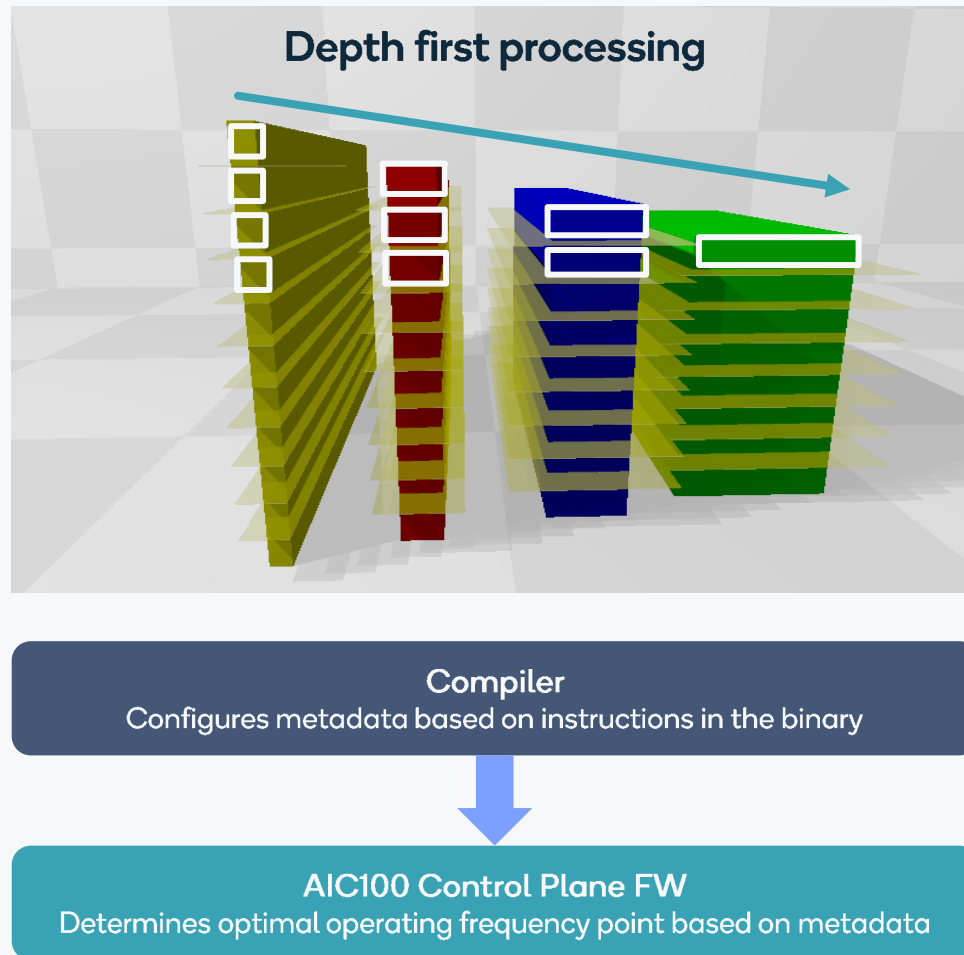 Depth first processing
Compiler
Configures metadata based on instructions in the binary
AIC100 Control Plane FW
Determines optimal operating frequency point based on metadata